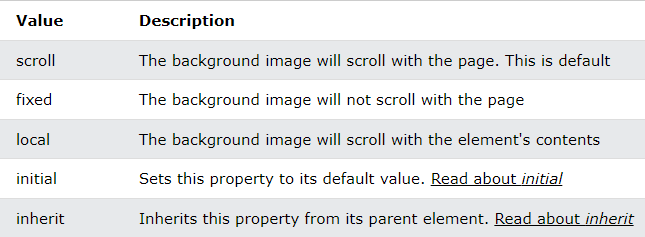 Value Description
scroll The background image will scroll with the page. This is default
fixed The background image will not scroll with the page
local The background image will scroll with the element's contents
initial Sets this property to its default value. Read about initial
inherit Inherits this property from its parent element. Read about inherit